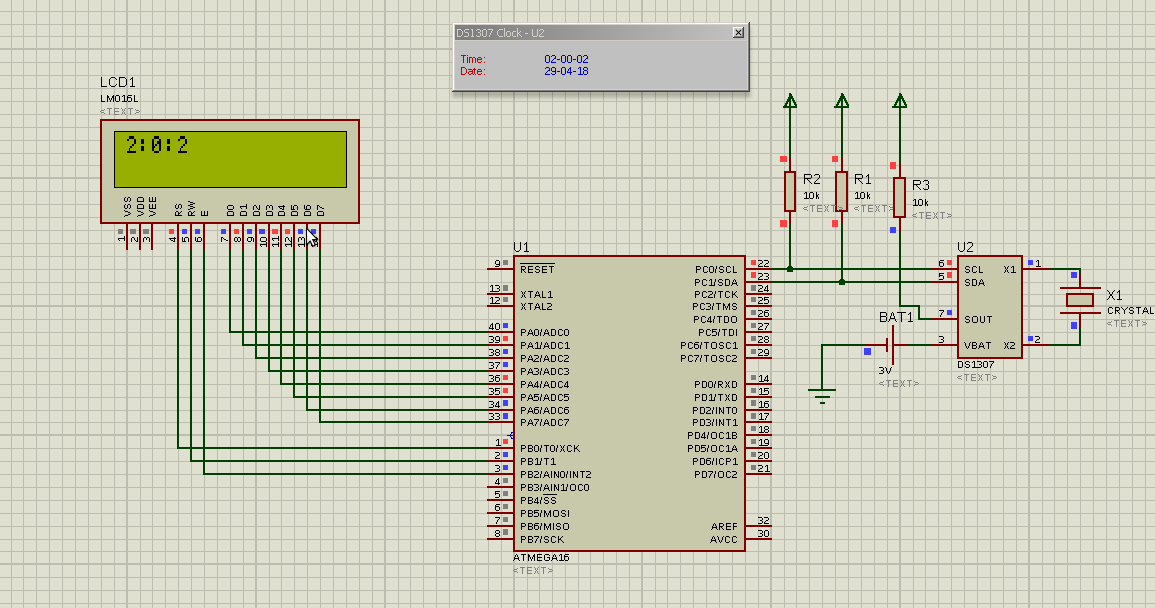 DS1307 Clock - U2
Time: 02-00-02
Date: 29-04-18
LCD1
LM016L
<TEXT>
2:0:2
VSS VDD VEE RS RW E D0 D1 D2 D3 D4 D5 D6 D7
1 2 3 4 5 6 7 8 9 10 11 12 13
R2
10k
<TEXT>
R1
10k
<TEXT>
R3
10k
<TEXT>
U1
9 RESET
13 XTAL1
12 XTAL2
40 PA0/ADC0
39 PA1/ADC1
38 PA2/ADC2
37 PA3/ADC3
36 PA4/ADC4
35 PA5/ADC5
34 PA6/ADC6
33 PA7/ADC7
1 PB0/T0/XCK
2 PB1/T1
3 PB2/AIN0/INT2
4 PB3/AIN1/OC0
5 PB4/SS
6 PB5/MOSI
7 PB6/MISO
8 PB7/SCK
PC0/SCL 22
PC1/SDA 23
PC2/TCK 24
PC3/TMS 25
PC4/TDO 26
PC5/TDI 27
PC6/TOSC1 28
PC7/TOSC2 29
PD0/RXD 14
PD1/TXD 15
PD2/INT0 16
PD3/INT1 17
PD4/OC1B 18
PD5/OC1A 19
PD6/ICP1 20
PD7/OC2 21
AREF 32
AVCC 30
ATMEGA16
<TEXT>
U2
6 SCL X1 1
5 SDA
7 SOUT
3 VBAT X2 2
DS1307
<TEXT>
BAT1
3V
<TEXT>
X1
CRYSTAL
<TEXT>